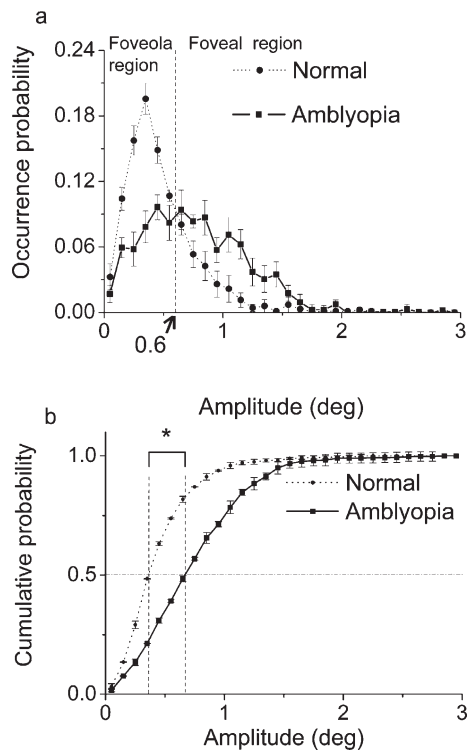 a
Foveola region
Foveal region
Normal
Amblyopia
Occurrence probability
0.24
0.18
0.12
0.06
0.00
0
1
2
3
0.6
Amplitude (deg)
b
*
Normal
Amblyopia
Cumulative probability
1.0
0.5
0.0
0
1
2
3
Amplitude (deg)